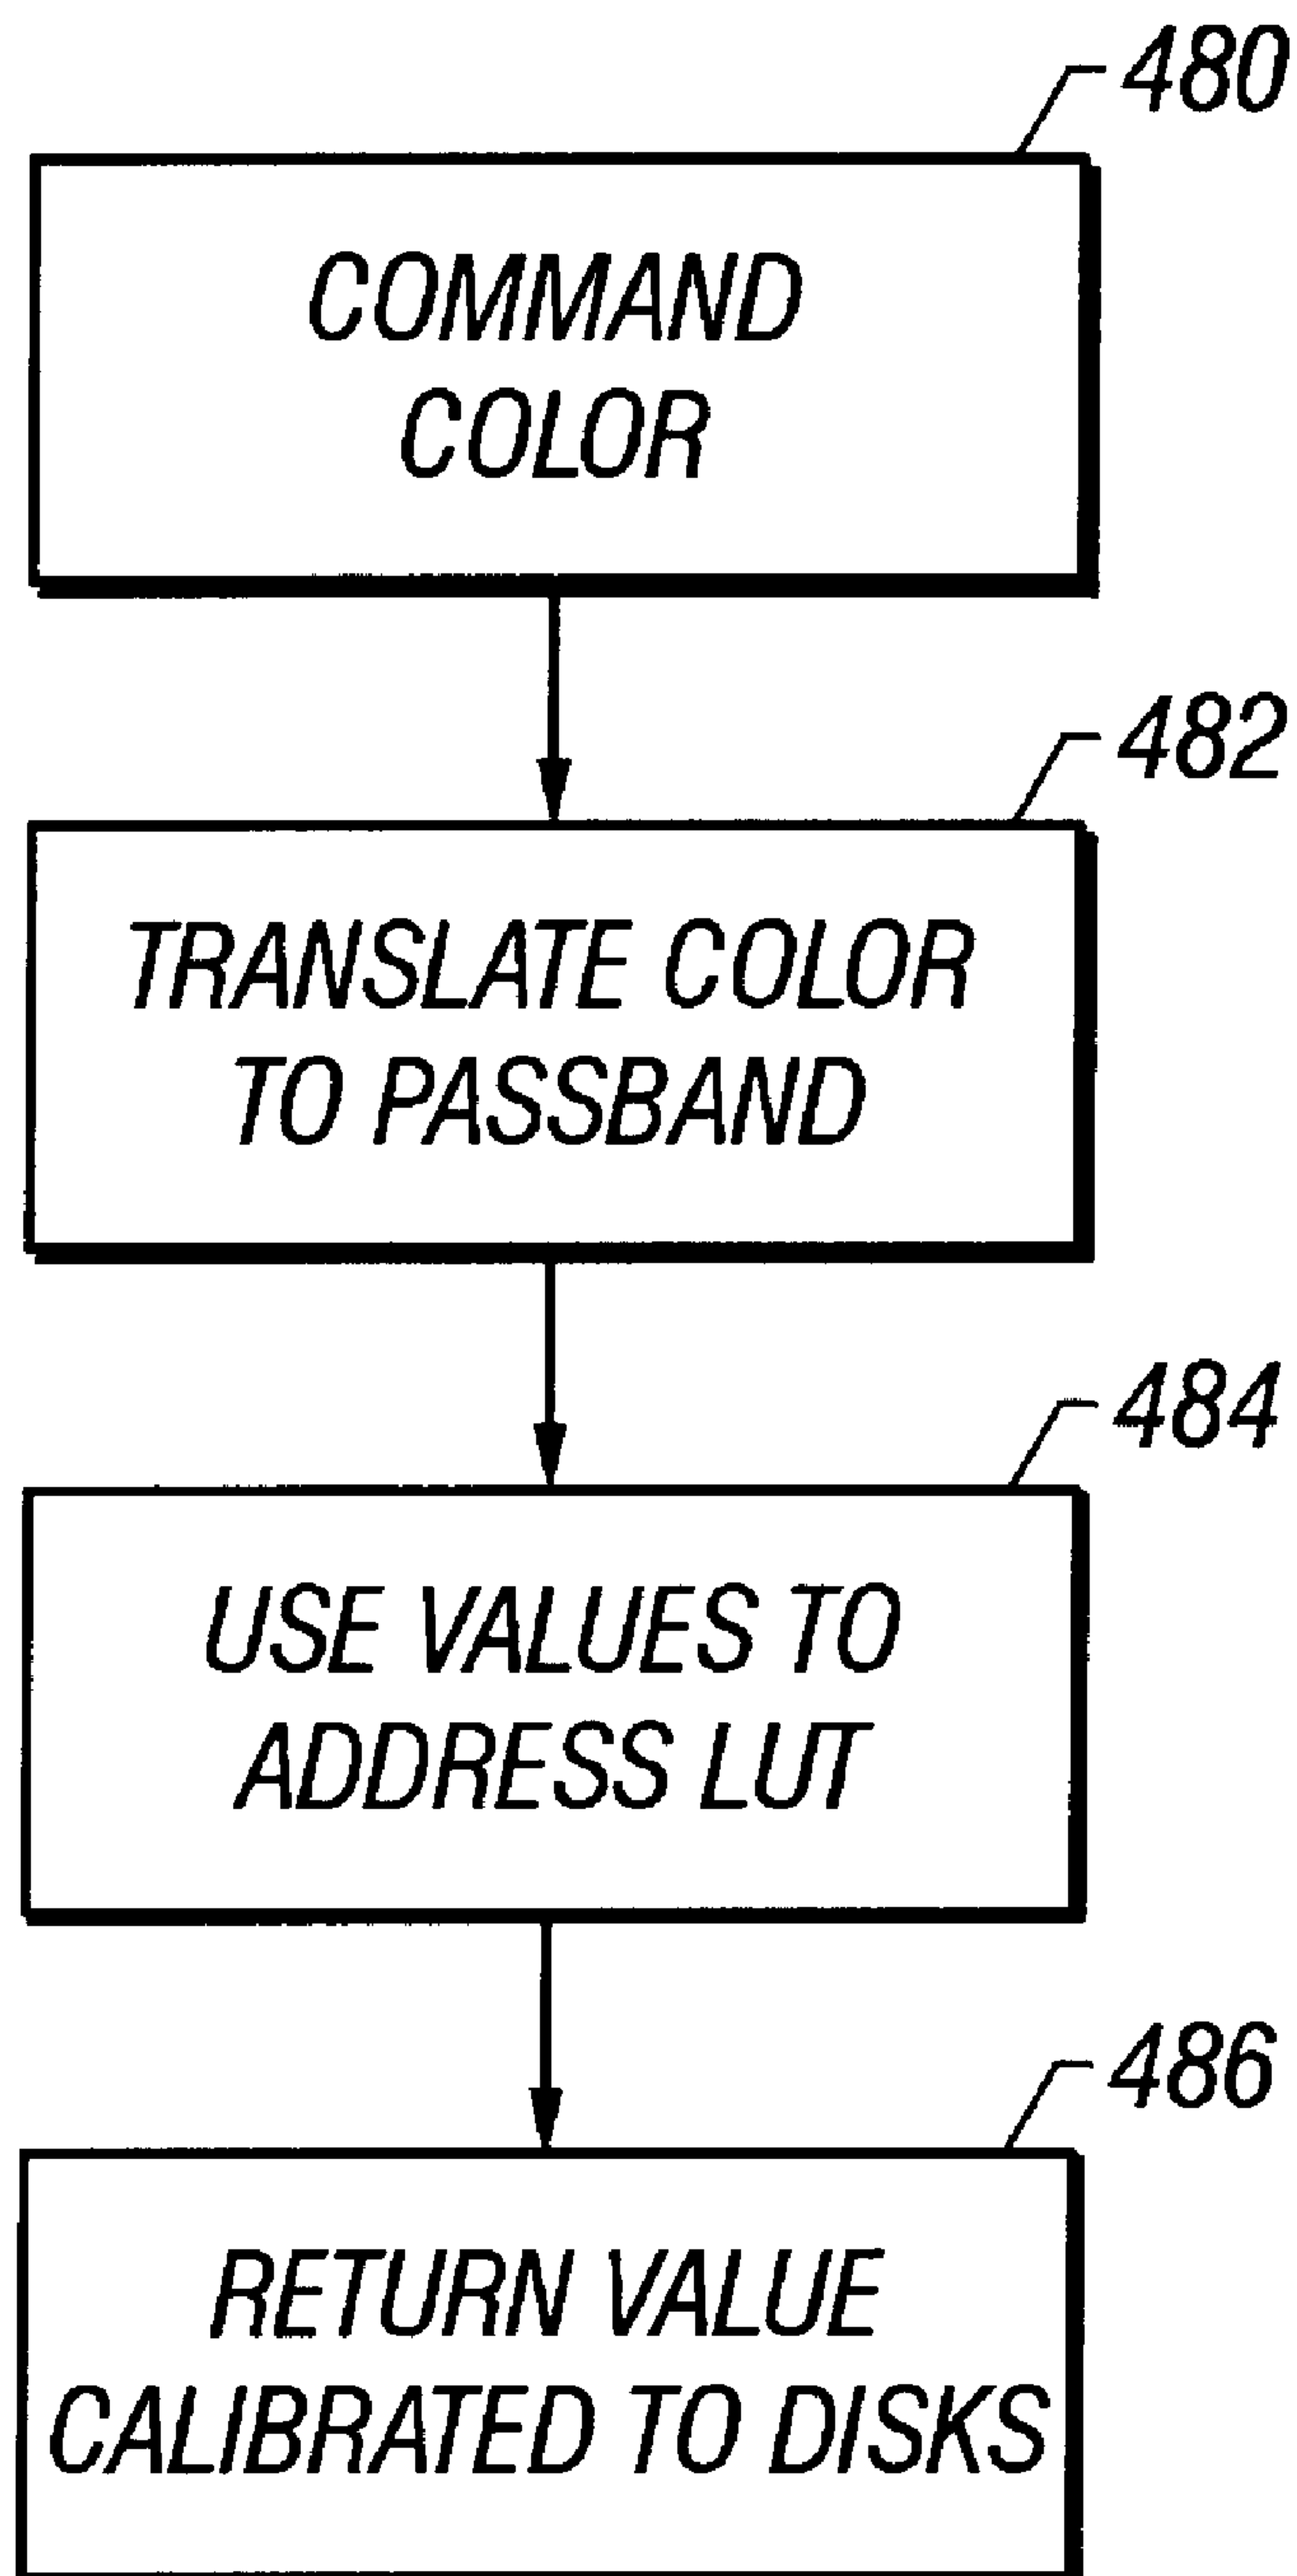 480
COMMAND
COLOR
482
TRANSLATE COLOR
TO PASSBAND
484
USE VALUES TO
ADDRESS LUT
486
RETURN VALUE
CALIBRATED TO DISKS